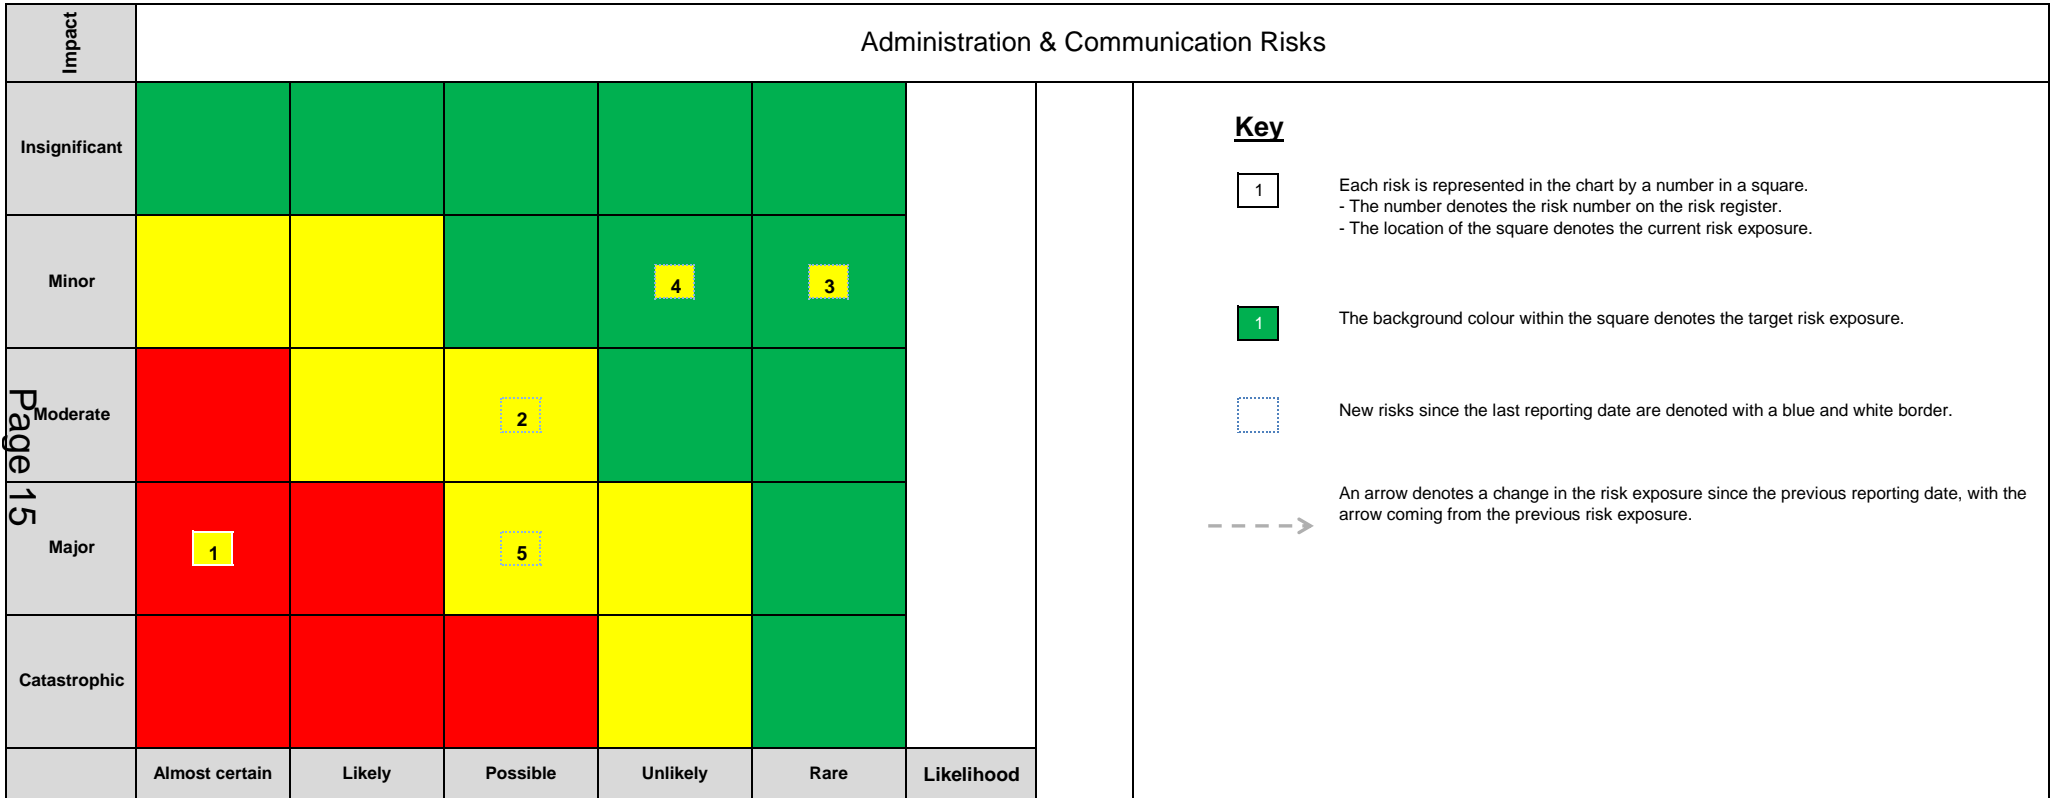 Impact
Administration & Communication Risks
Insignificant
Minor
4
3
Moderate
2
Major
1
5
Catastrophic
Almost certain
Likely
Possible
Unlikely
Rare
Likelihood
Page 15
Key
1
Each risk is represented in the chart by a number in a square.
- The number denotes the risk number on the risk register.
- The location of the square denotes the current risk exposure.
1
The background colour within the square denotes the target risk exposure.
New risks since the last reporting date are denoted with a blue and white border.
An arrow denotes a change in the risk exposure since the previous reporting date, with the
arrow coming from the previous risk exposure.